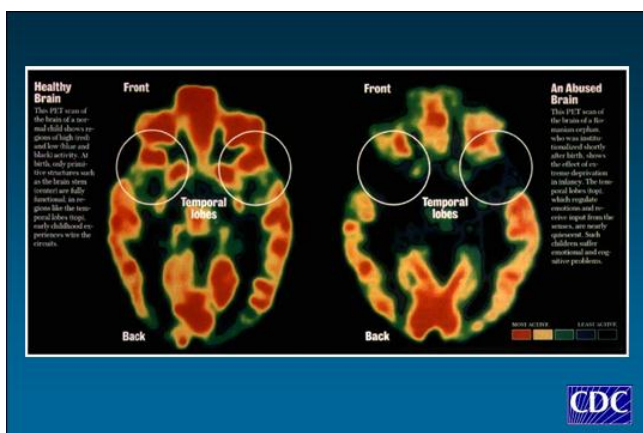 Healthy
Brain
This PET scan of
the brain of a nor-
mal child shows re-
gions of high (red)
and low (blue and
black) activity. At
birth, only primi-
tive structures such
as the brain stem
(center) are fully
functional; in re-
gions like the tem-
poral lobes (top),
early childhood ex-
periences wire the
circuits.
Front
Temporal
lobes
Back
Front
Temporal
lobes
Back
An Abused
Brain
This PET scan of
the brain of a Ro-
manian orphan,
who was institu-
tionalized shortly
after birth, shows
the effect of ex-
treme deprivation
in infancy. The tem-
poral lobes (top),
which regulate
emotions and re-
ceive input from the
senses, are nearly
quiescent. Such
children suffer
emotional and cog-
nitive problems.
MOST ACTIVE
LEAST ACTIVE
CDC